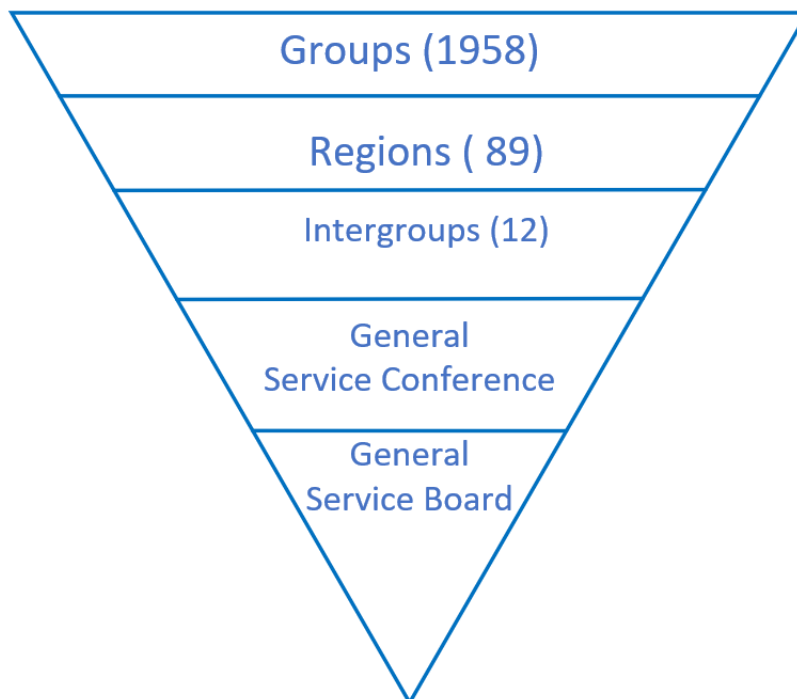 Groups (1958)
Regions ( 89)
Intergroups (12)
General
Service Conference
General
Service Board